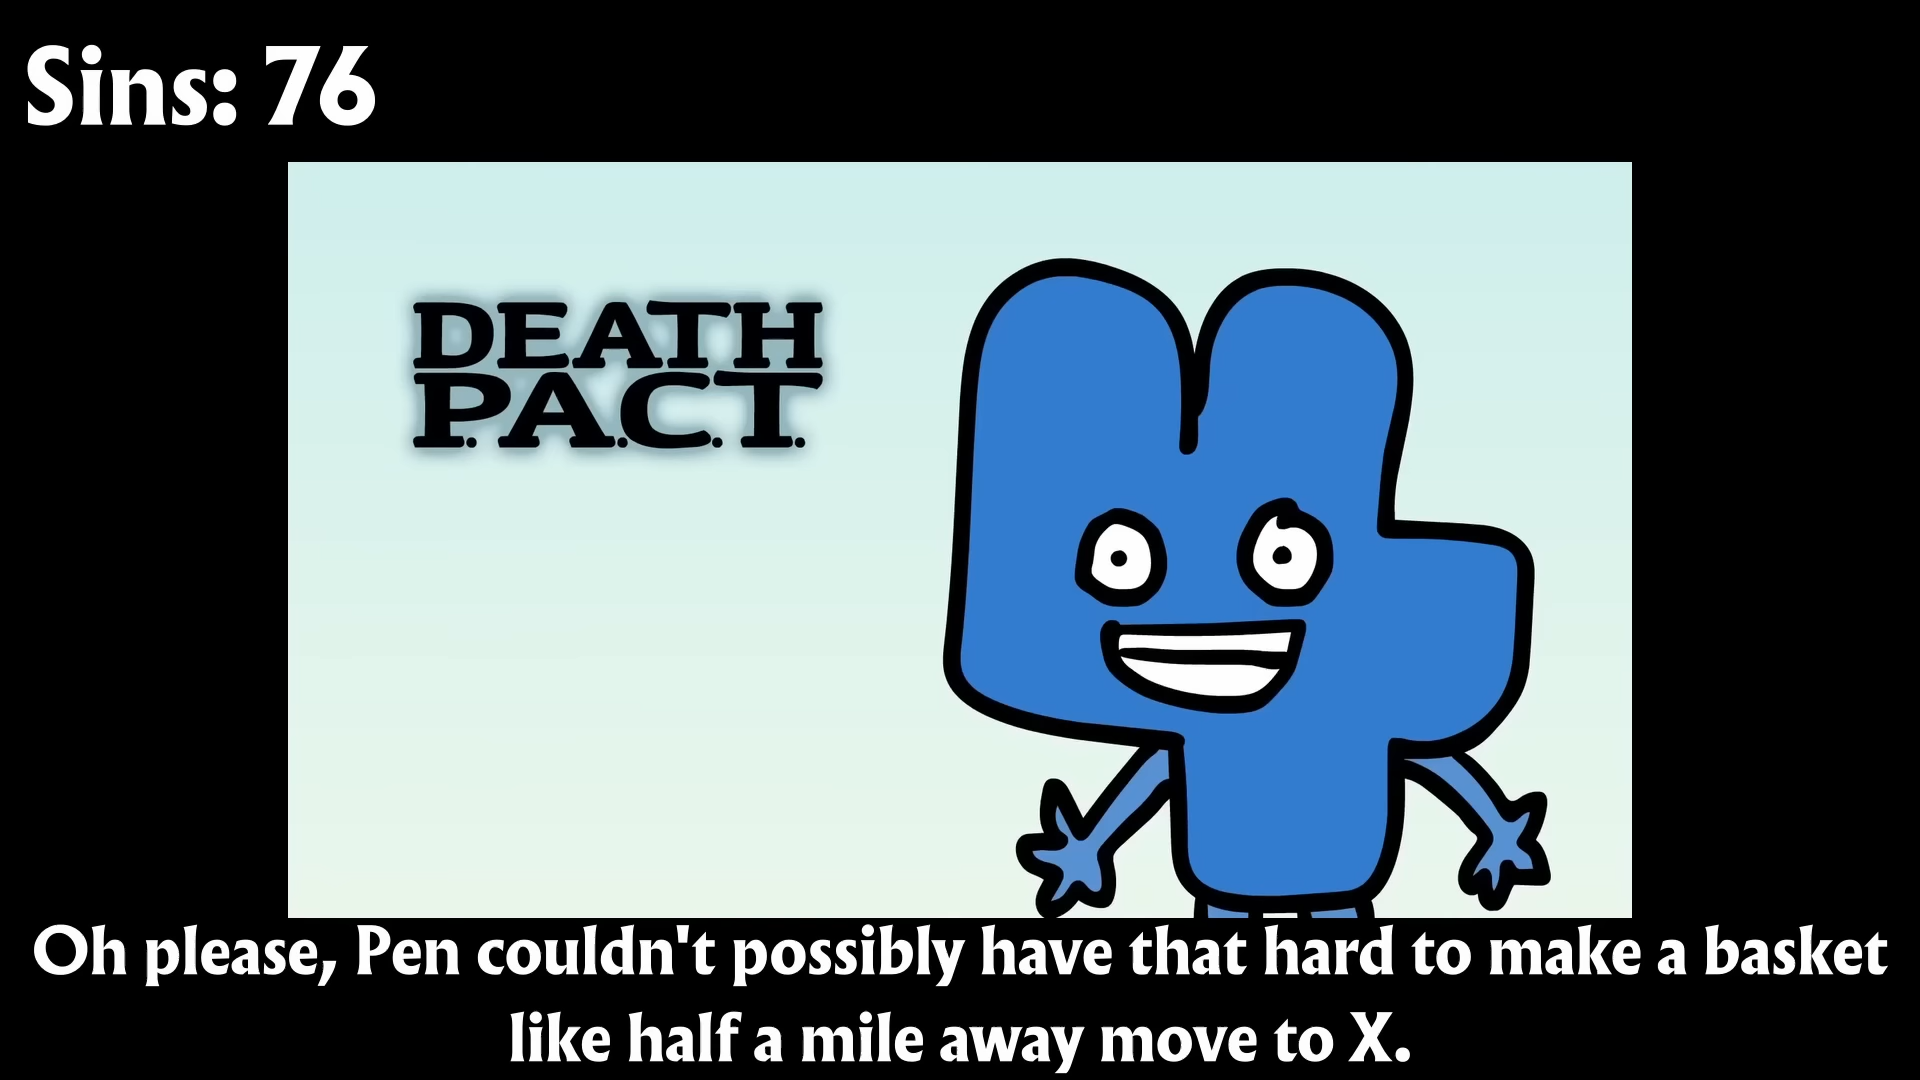 Sins: 76
DEATH
P.A.C.T.
Oh please, Pen couldn't possibly have that hard to make a basket
like half a mile away move to X.